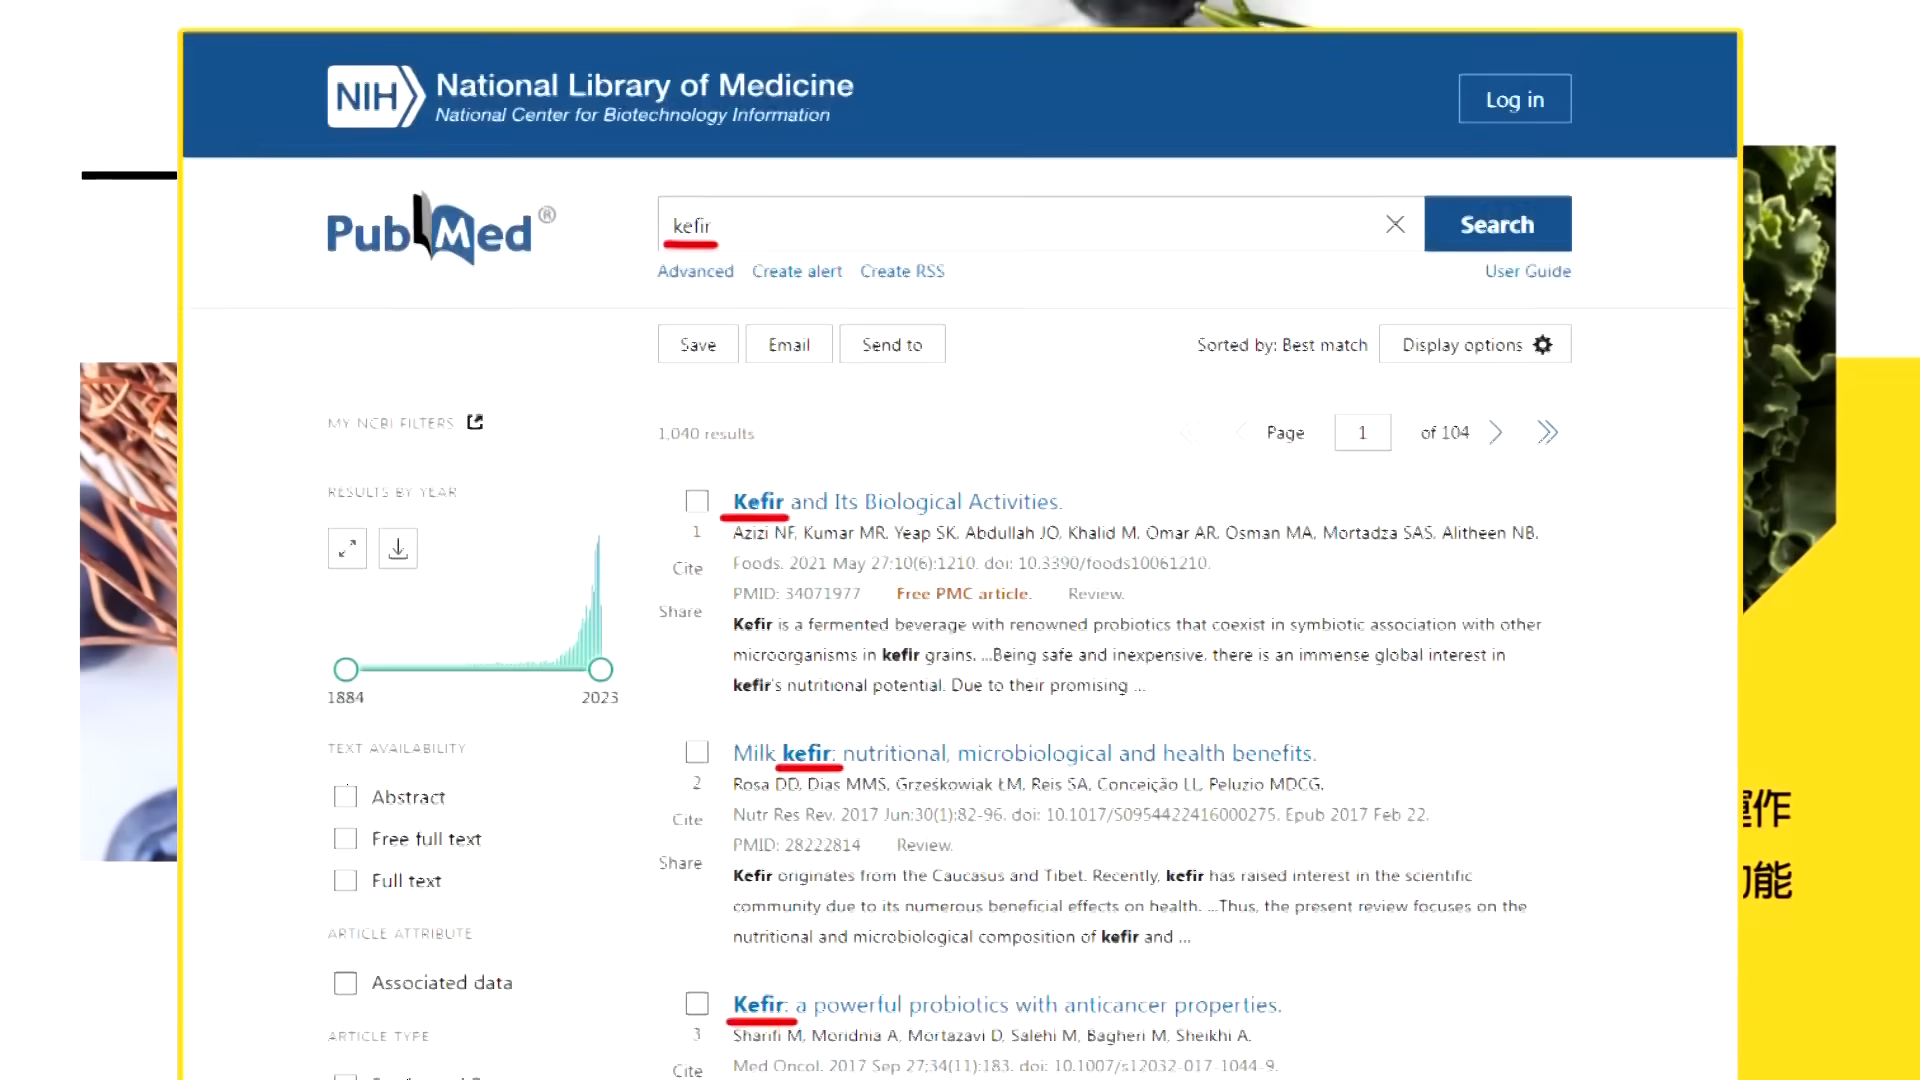 NIH National Library of Medicine
National Center for Biotechnology Information
Log in
PubMed®
kefir
Search
Advanced Create alert Create RSS
User Guide
Save Email Send to
Sorted by: Best match Display options
MY NCBI FILTERS
1,040 results
Page 1 of 104
RESULTS BY YEAR
1884 2023
TEXT AVAILABILITY
Abstract
Free full text
Full text
ARTICLE ATTRIBUTE
Associated data
ARTICLE TYPE
Kefir and Its Biological Activities.
1
Azizi NF, Kumar MR, Yeap SK, Abdullah JO, Khalid M, Omar AR, Osman MA, Mortadza SAS, Alitheen NB.
Cite
Foods. 2021 May 27;10(6):1210. doi: 10.3390/foods10061210.
PMID: 34071977 Free PMC article. Review.
Share
Kefir is a fermented beverage with renowned probiotics that coexist in symbiotic association with other
microorganisms in kefir grains. ...Being safe and inexpensive, there is an immense global interest in
kefir's nutritional potential. Due to their promising ...
Milk kefir: nutritional, microbiological and health benefits.
2
Rosa DD, Dias MMS, Grześkowiak ŁM, Reis SA, Conceição LL, Peluzio MDCG.
Cite
Nutr Res Rev. 2017 Jun;30(1):82-96. doi: 10.1017/S0954422416000275. Epub 2017 Feb 22.
PMID: 28222814 Review.
Share
Kefir originates from the Caucasus and Tibet. Recently, kefir has raised interest in the scientific
community due to its numerous beneficial effects on health. ...Thus, the present review focuses on the
nutritional and microbiological composition of kefir and ...
Kefir: a powerful probiotics with anticancer properties.
3
Sharifi M, Moridnia A, Mortazavi D, Salehi M, Bagheri M, Sheikhi A.
Cite
Med Oncol. 2017 Sep 27;34(11):183. doi: 10.1007/s12032-017-1044-9.
作
能